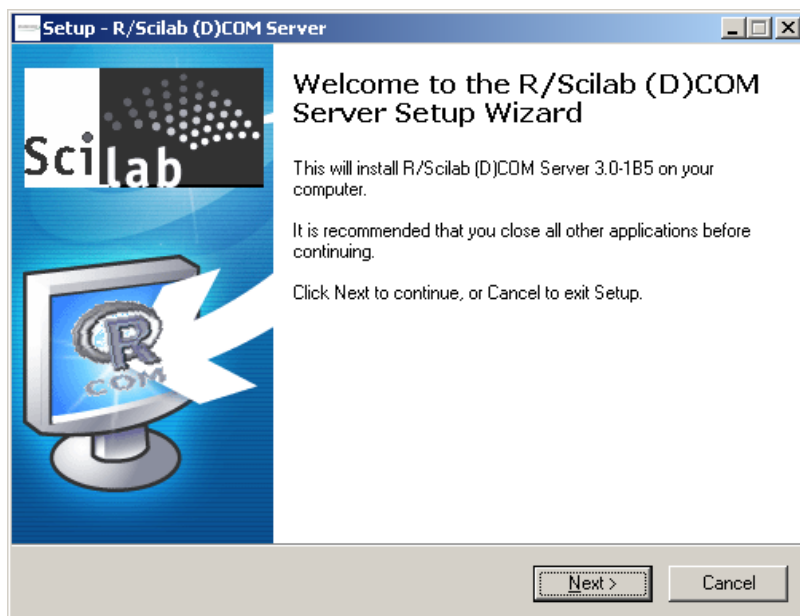 Setup - R/Scilab (D)COM Server
Scilab
Welcome to the R/Scilab (D)COM
Server Setup Wizard
This will install R/Scilab (D)COM Server 3.0-1B5 on your
computer.
It is recommended that you close all other applications before
continuing.
Click Next to continue, or Cancel to exit Setup.
R
COM
Next >
Cancel